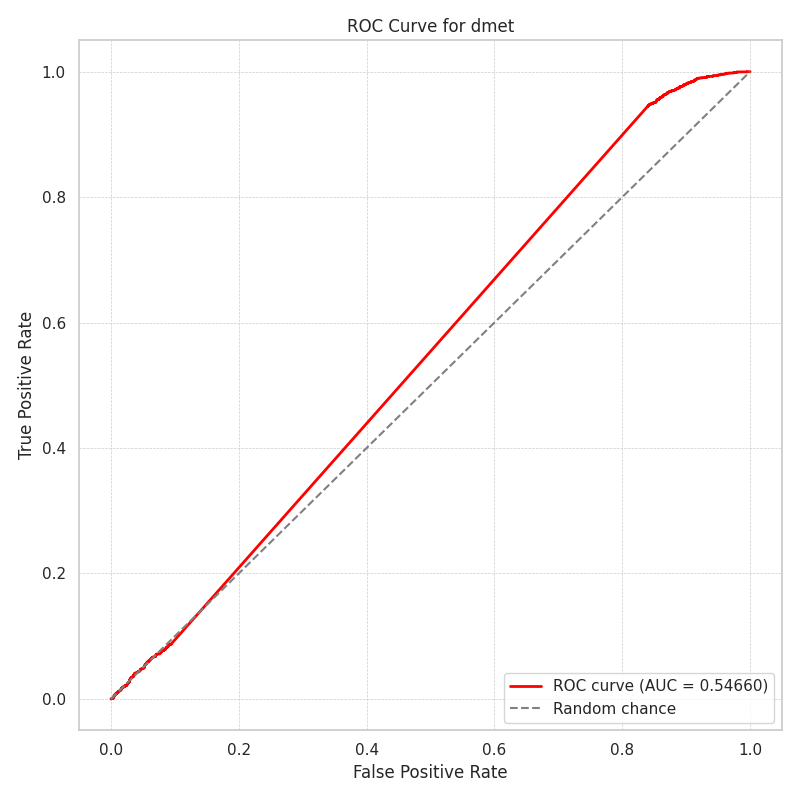 ROC Curve for dmet
1.0
0.8
0.6
0.4
0.2
0.0
True Positive Rate
0.0 0.2 0.4 0.6 0.8 1.0
False Positive Rate
ROC curve (AUC = 0.54660)
Random chance